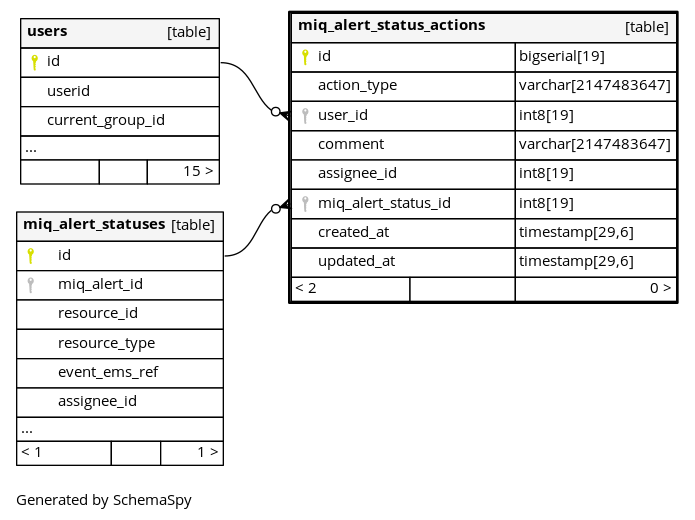 users [table]
id
userid
current_group_id
...
15 >
miq_alert_statuses [table]
id
miq_alert_id
resource_id
resource_type
event_ems_ref
assignee_id
...
< 1 1 >
miq_alert_status_actions [table]
id bigserial[19]
action_type varchar[2147483647]
user_id int8[19]
comment varchar[2147483647]
assignee_id int8[19]
miq_alert_status_id int8[19]
created_at timestamp[29,6]
updated_at timestamp[29,6]
< 2 0 >
Generated by SchemaSpy